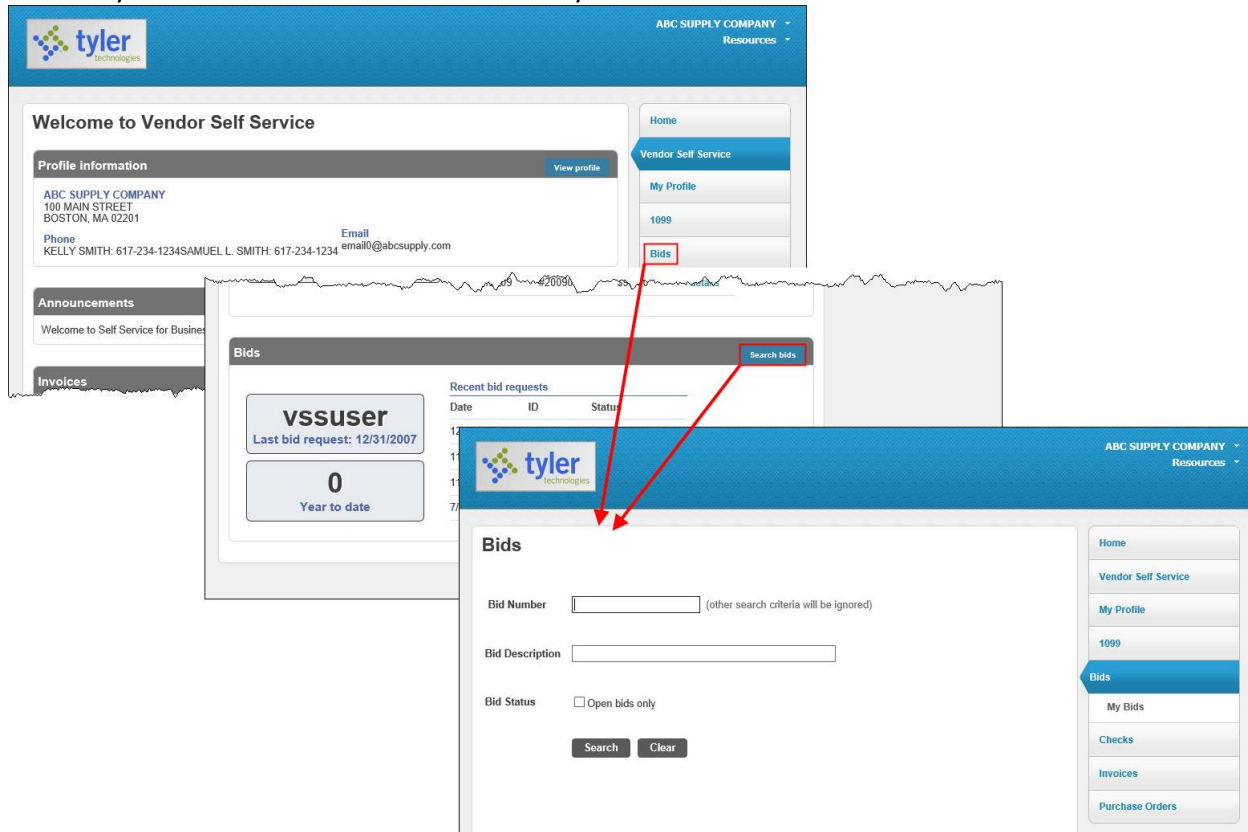 tyler
technologies
ABC SUPPLY COMPANY
Resources
Welcome to Vendor Self Service
Profile information
View profile
ABC SUPPLY COMPANY
100 MAIN STREET
BOSTON, MA 02201
Phone
KELLY SMITH: 617-234-1234SAMUEL L. SMITH: 617-234-1234
Email
email0@abcsupply.com
Announcements
Welcome to Self Service for
Invoices
Home
Vendor Self Service
My Profile
1099
Bids
Bids
Search bids
vssuser
Last bid request: 12/31/2007
0
Year to date
Recent bid requests
Date ID Status
tyler
technologies
ABC SUPPLY COMPANY
Resources
Bids
Bid Number (other search criteria will be ignored)
Bid Description
Bid Status Open bids only
Search Clear
Home
Vendor Self Service
My Profile
1099
Bids
My Bids
Checks
Invoices
Purchase Orders